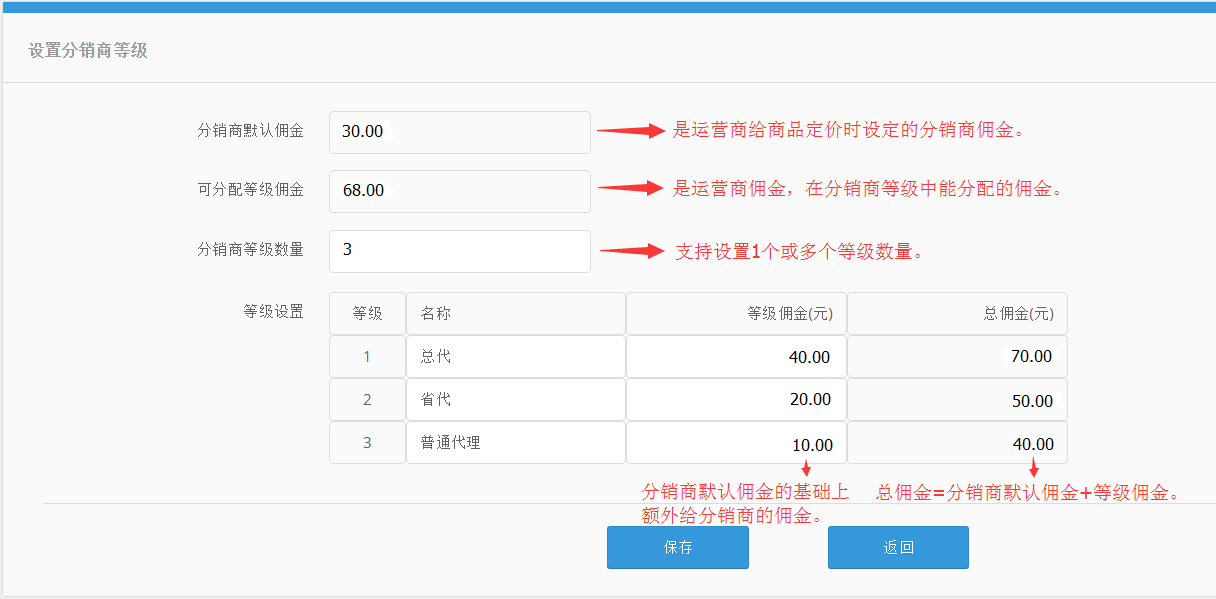 设置分销商等级
分销商默认佣金 30.00 是运营商给商品定价时设定的分销商佣金。
可分配等级佣金 68.00 是运营商佣金，在分销商等级中能分配的佣金。
分销商等级数量 3 支持设置1个或多个等级数量。
等级设置 等级 名称 等级佣金(元) 总佣金(元)
1 总代 40.00 70.00
2 省代 20.00 50.00
3 普通代理 10.00 40.00
分销商默认佣金的基础上 总佣金=分销商默认佣金+等级佣金。
额外给分销商的佣金。
保存 返回